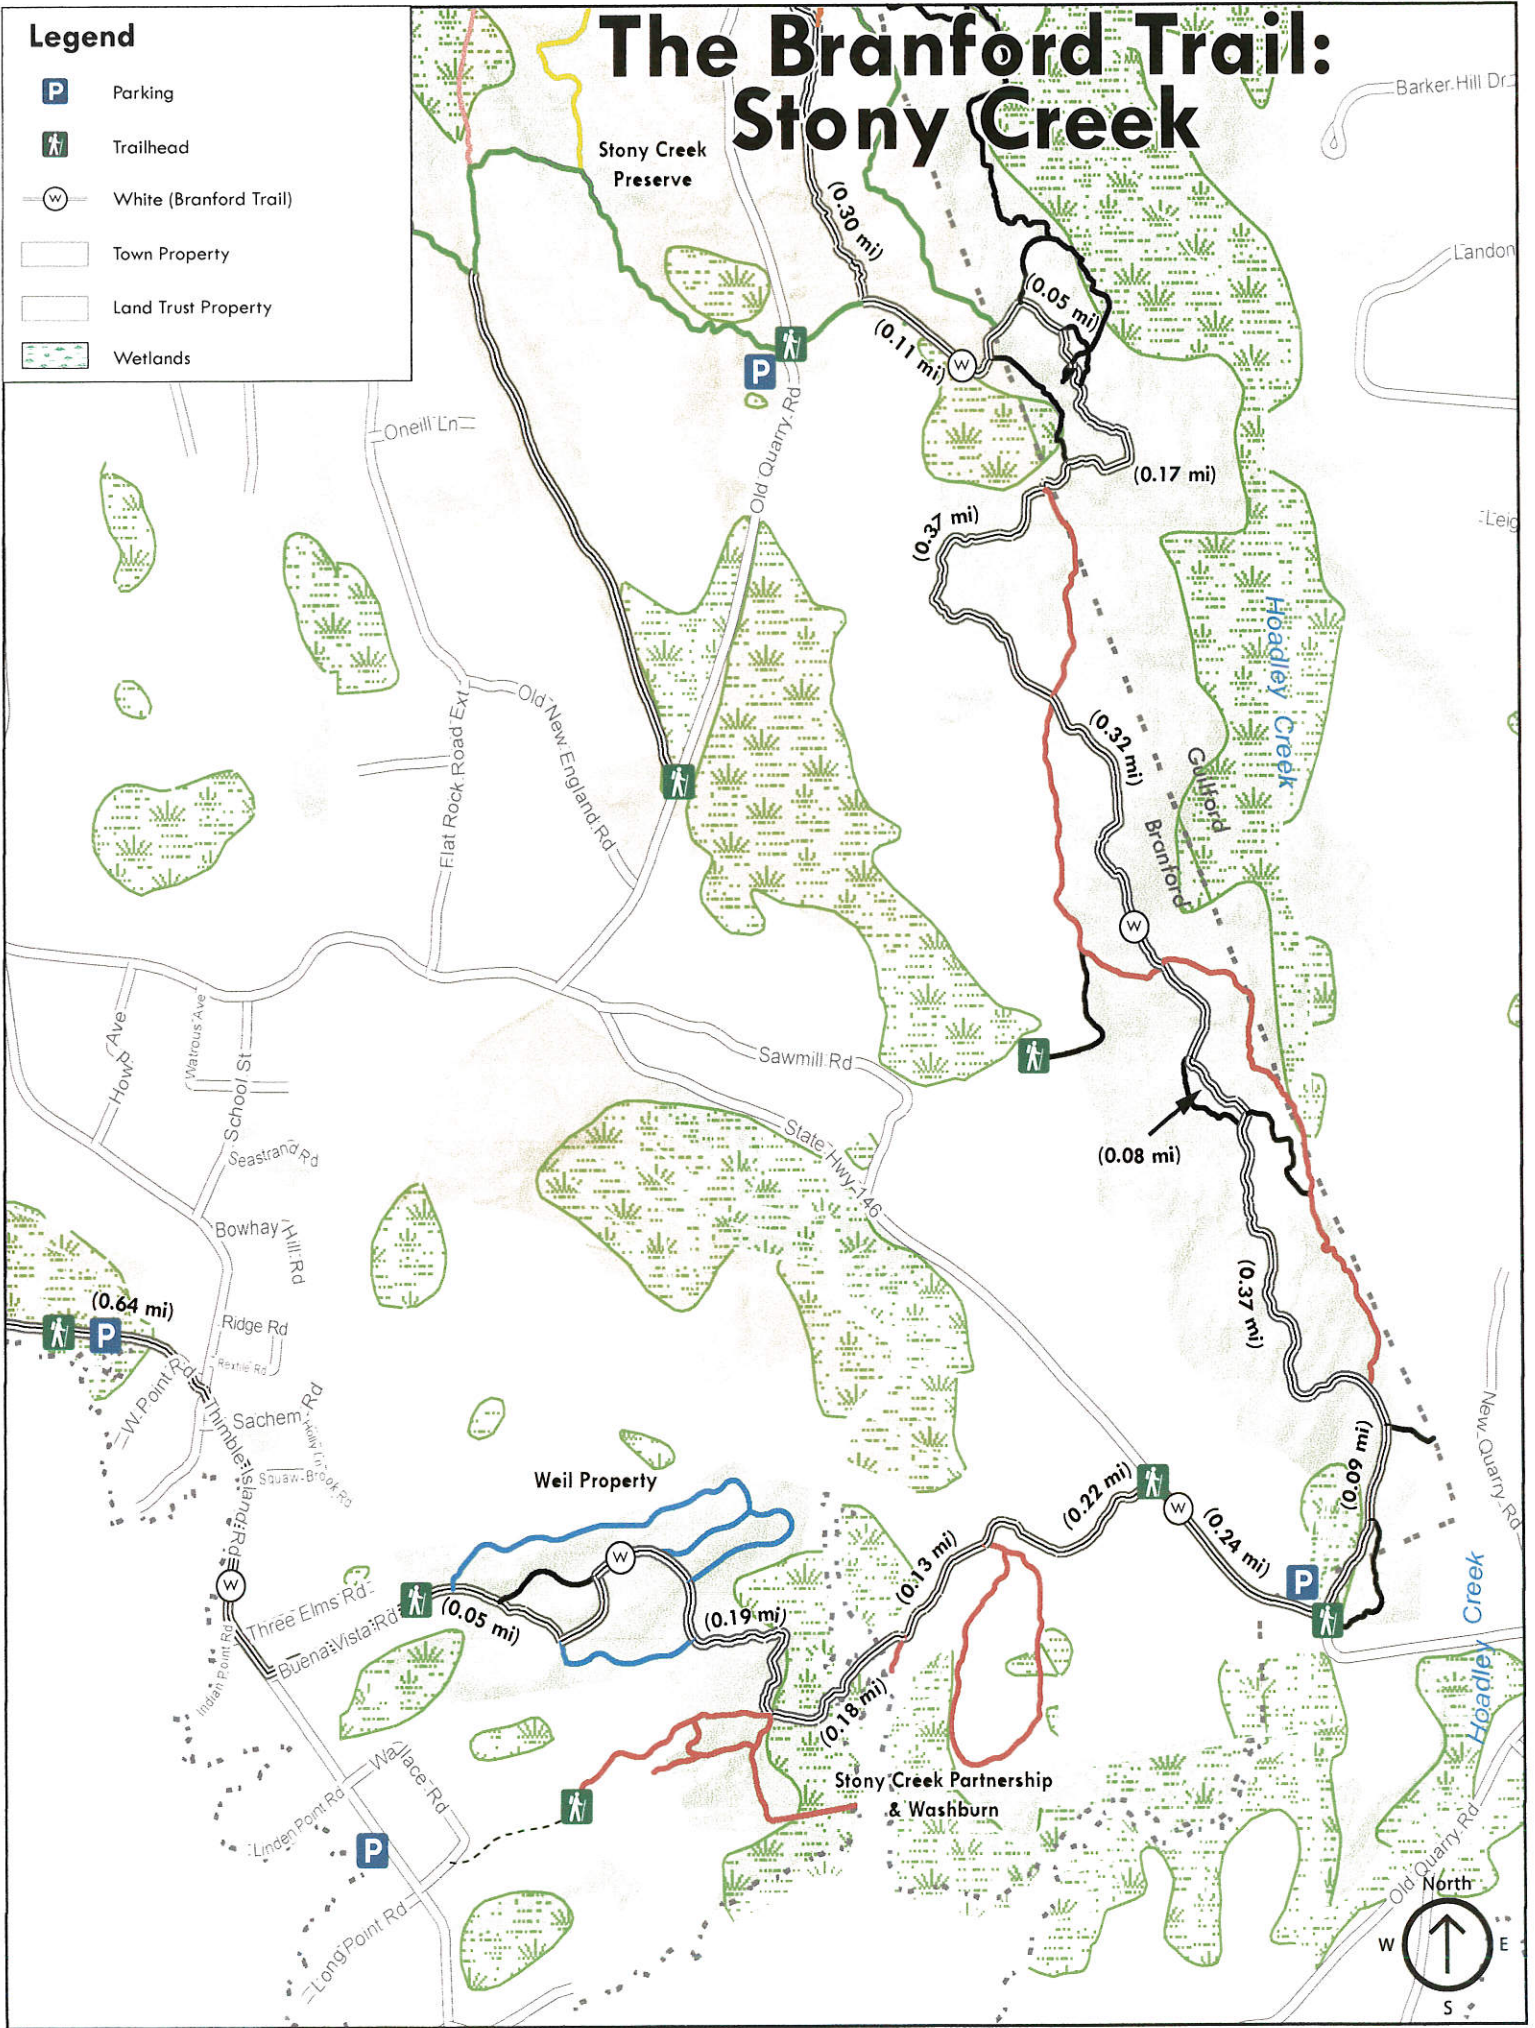 Legend
P
Parking
Trailhead
W
White (Branford Trail)
Town Property
Land Trust Property
Wetlands
The Branford Trail:
Stony Creek
Barker Hill Dr
Stony Creek
Preserve
(0.30 mi)
Landon
(0.05 mi)
(0.11 mi)
W
P
Oneill Ln
Old Quarry Rd
(0.17 mi)
(0.37 mi)
Leig
Hoadley Creek
Old New England Rd
Flat Rock Road Ext
(0.32 mi)
Guilford
Branford
W
How P
Ave
Watrous Ave
School St
Sawmill Rd
Seastrand Rd
State Hwy 146
(0.08 mi)
Bowhay Hill Rd
(0.64 mi)
P
Ridge Rd
(0.37 mi)
W. Point Rd
Sachem Rd
Holly Ln
Thimble Island Rd
Squaw Brook Rd
New Quarry Rd
(0.09 mi)
Weil Property
(0.22 mi)
W
(0.24 mi)
W
(0.13 mi)
P
W
Three Elms Rd
(0.05 mi)
(0.19 mi)
Buena Vista Rd
Indian Point Rd
Hoadley Creek
(0.18 mi)
Wallace Rd
Stony Creek Partnership
& Washburn
Linden Point Rd
P
Old Quarry Rd
Long Point Rd
North
W
E
S